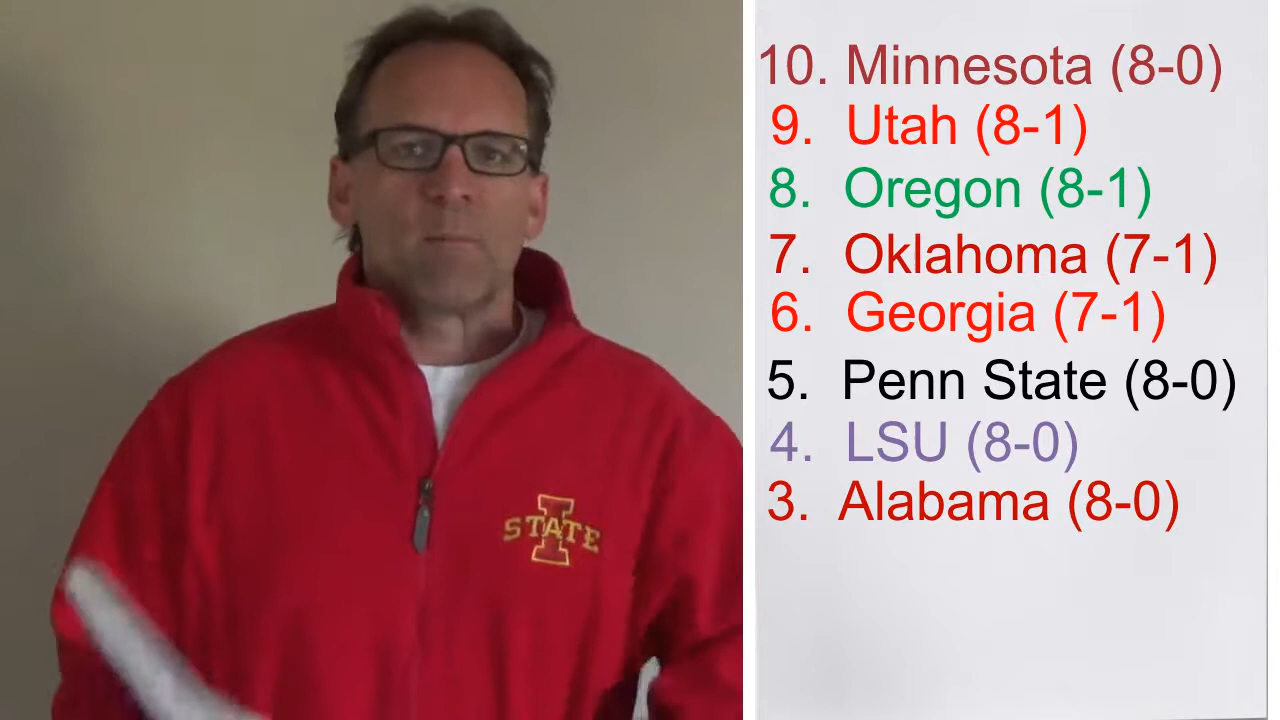 10. Minnesota (8-0)
9. Utah (8-1)
8. Oregon (8-1)
7. Oklahoma (7-1)
6. Georgia (7-1)
5. Penn State (8-0)
4. LSU (8-0)
3. Alabama (8-0)
I
STATE